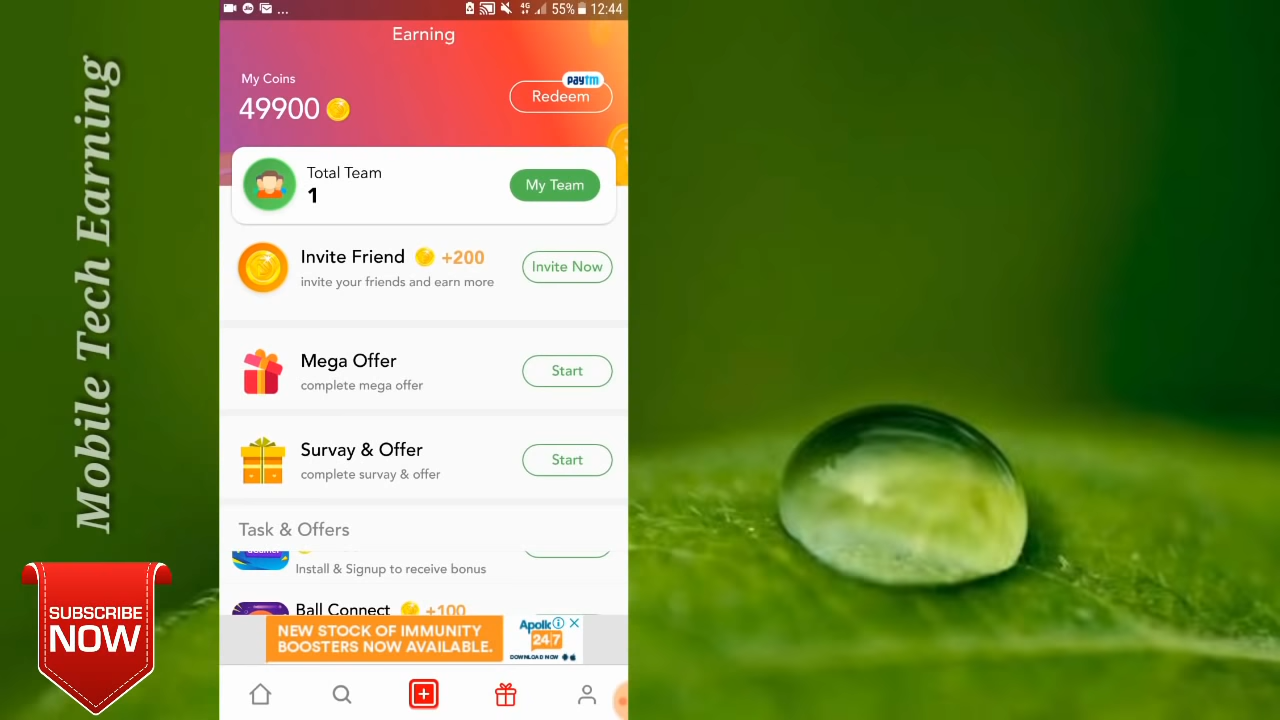 ... 4G 55% 12:44
Earning
My Coins
49900
paytm
Redeem
Total Team
1
My Team
Invite Friend +200
invite your friends and earn more
Invite Now
Mega Offer
complete mega offer
Start
Survay & Offer
complete survay & offer
Start
Task & Offers
Install & Signup to receive bonus
Ball Connect +100
NEW STOCK OF IMMUNITY
BOOSTERS NOW AVAILABLE.
Apollo
24|7
DOWNLOAD NOW
Mobile Tech Earning
SUBSCRIBE
NOW